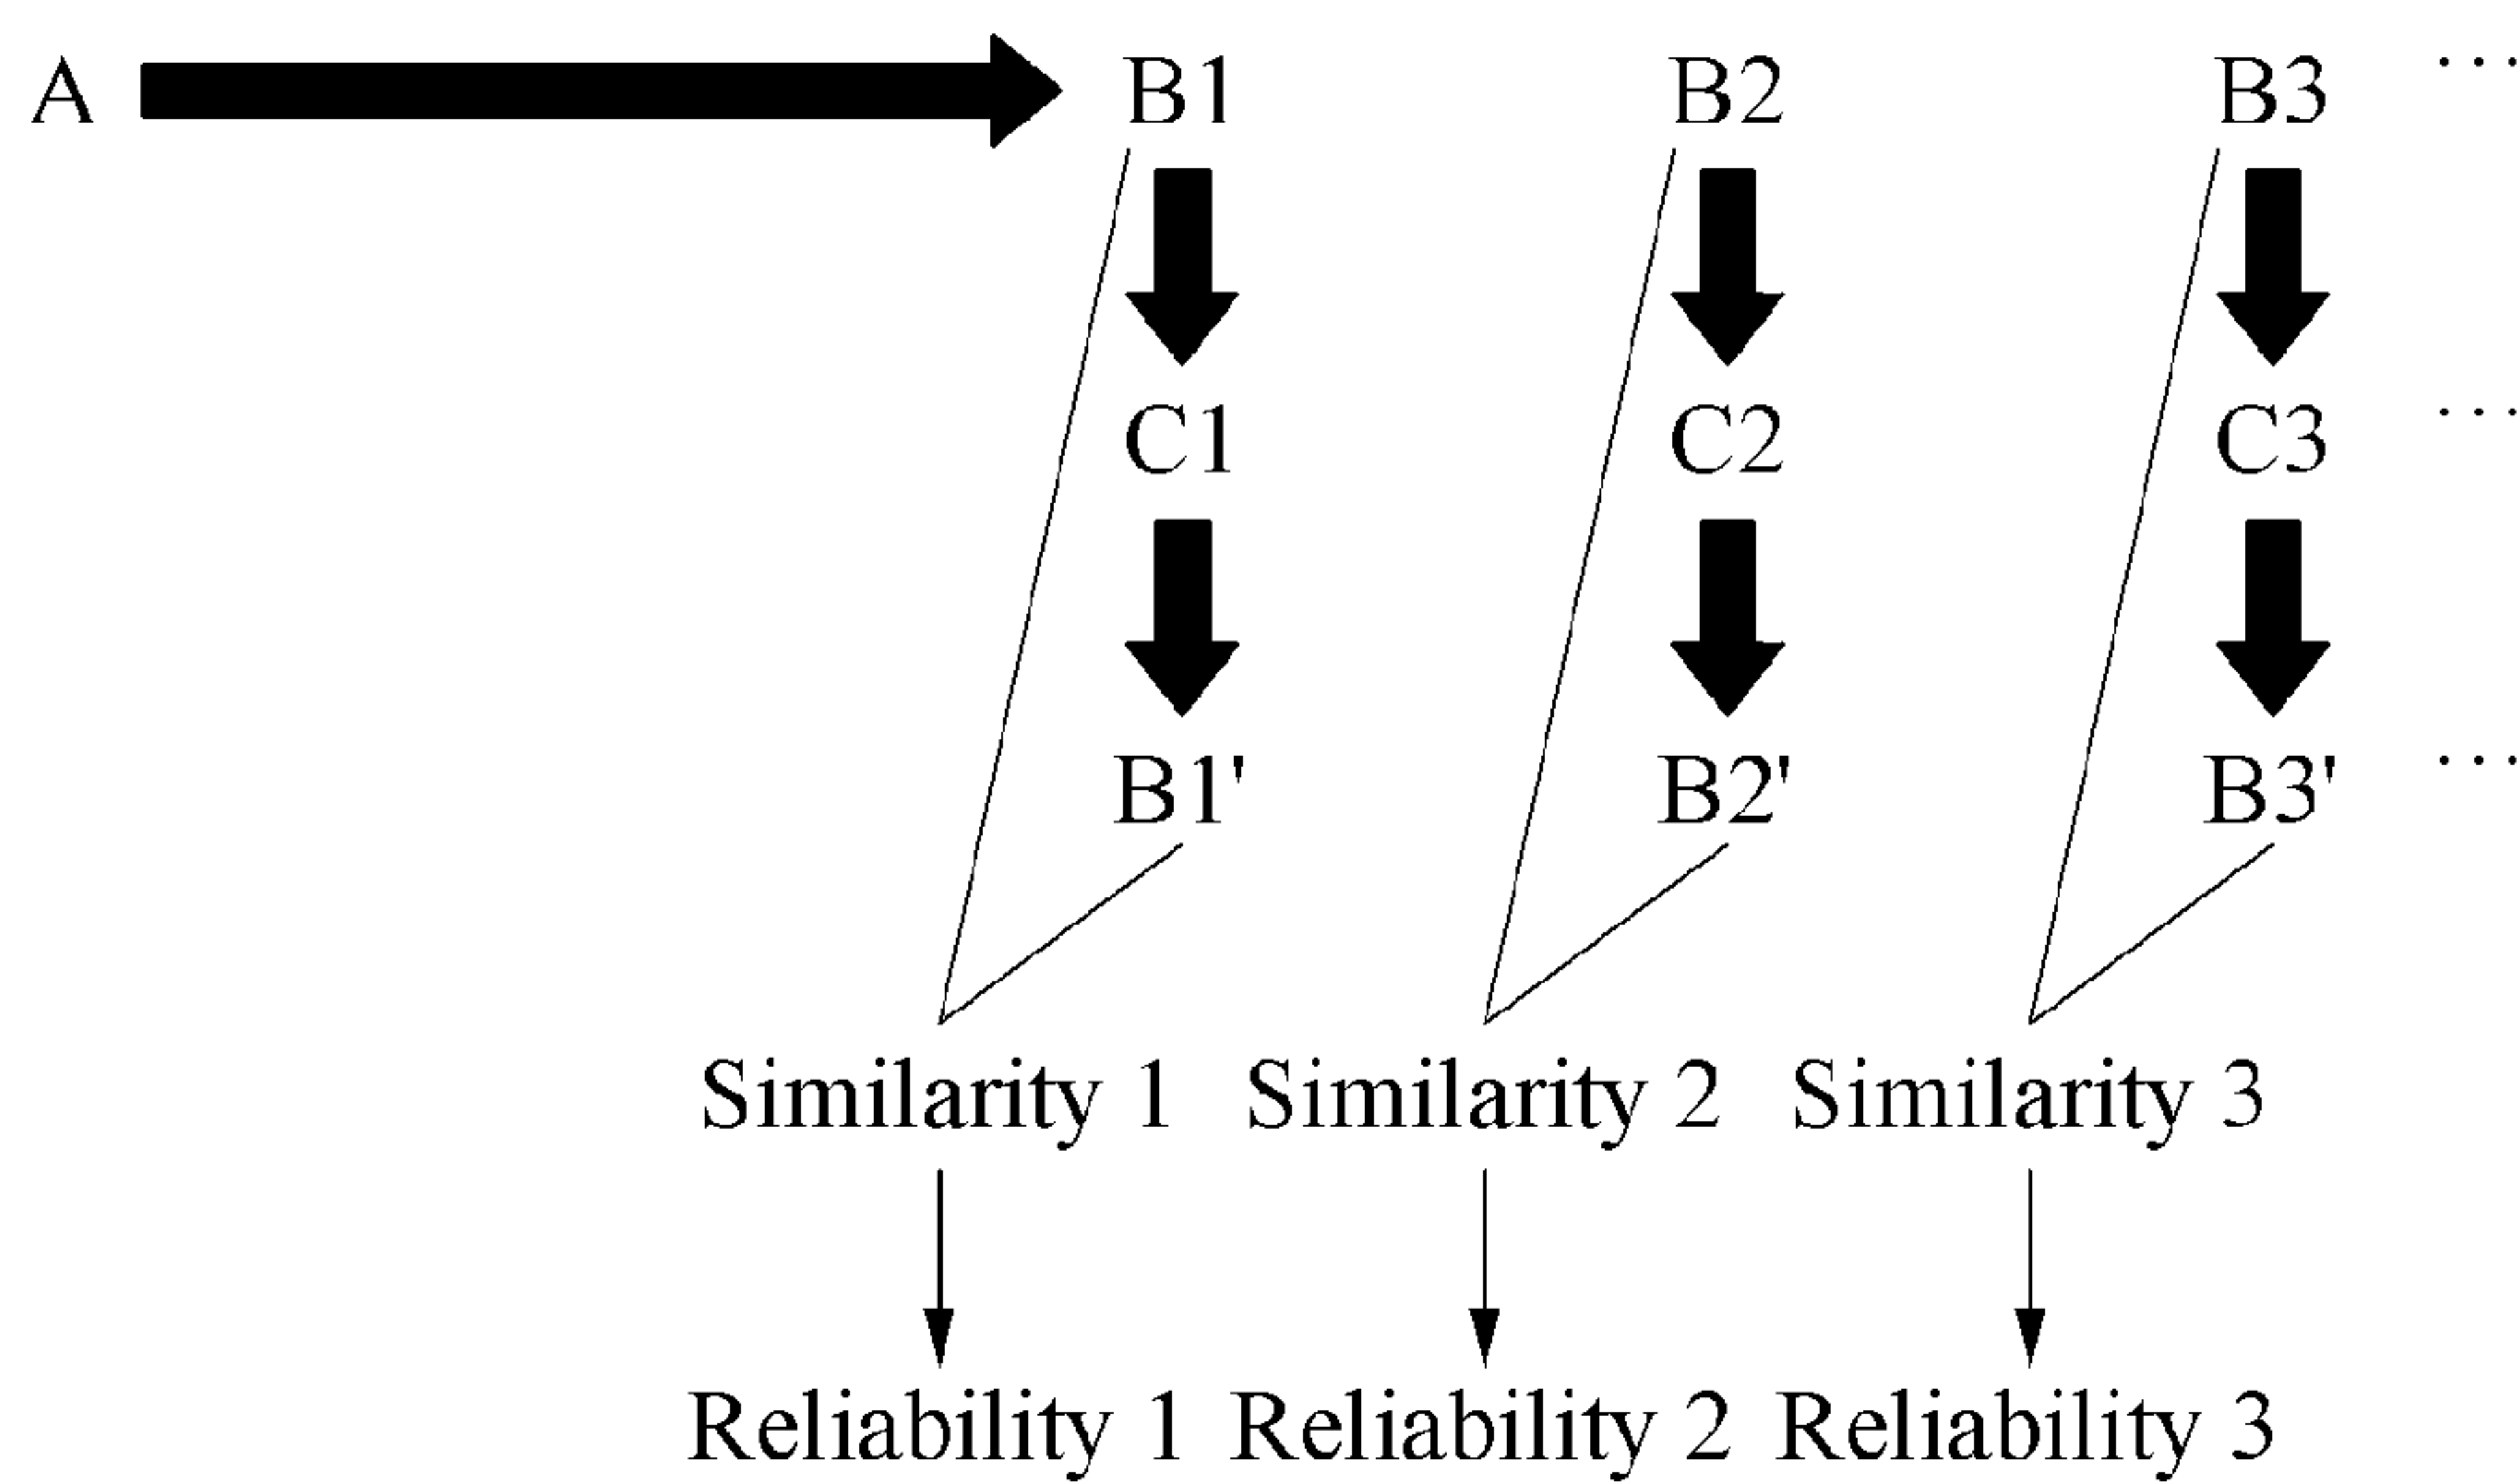 A B1 B2 B3 ...
C1 C2 C3 ...
B1' B2' B3' ...
Similarity 1 Similarity 2 Similarity 3
Reliability 1 Reliability 2 Reliability 3